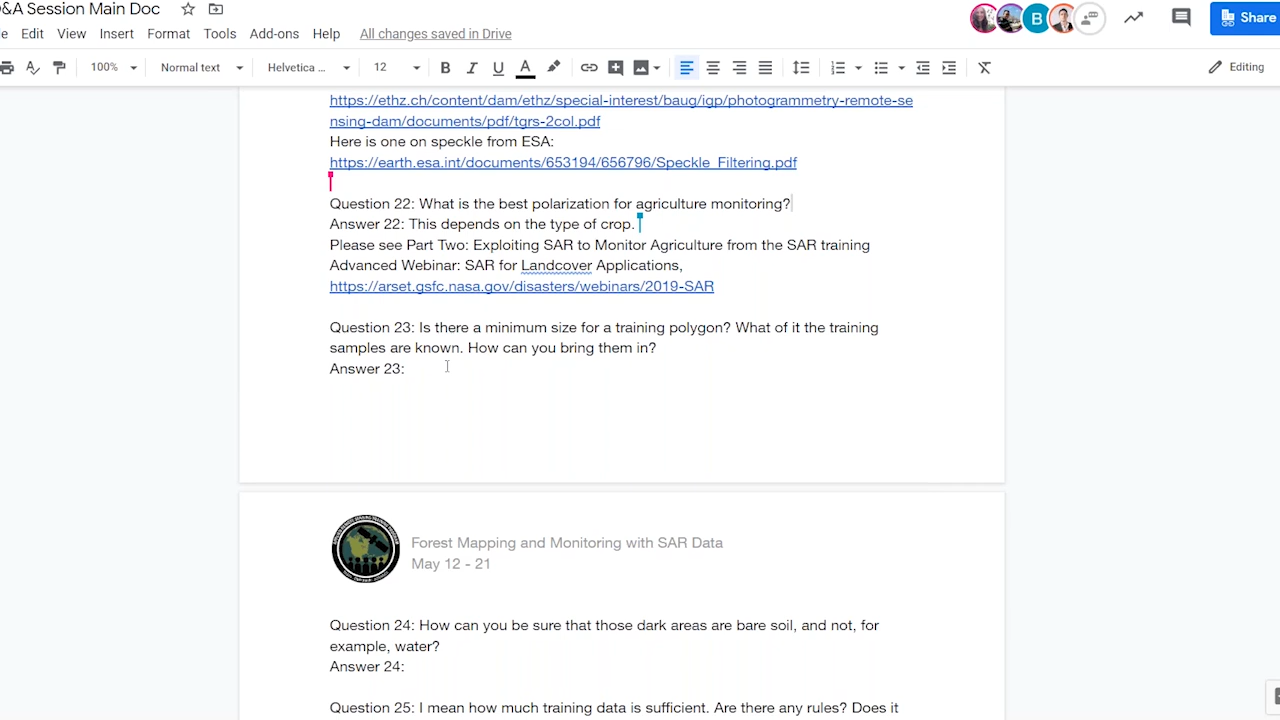 &A Session Main Doc
Edit View Insert Format Tools Add-ons Help All changes saved in Drive
B Share
100% Normal text Helvetica ... 12 B I U A Editing
https://ethz.ch/content/dam/ethz/special-interest/baug/igp/photogrammetry-remote-se
nsing-dam/documents/pdf/tgrs-2col.pdf
Here is one on speckle from ESA:
https://earth.esa.int/documents/653194/656796/Speckle_Filtering.pdf
Question 22: What is the best polarization for agriculture monitoring?
Answer 22: This depends on the type of crop.
Please see Part Two: Exploiting SAR to Monitor Agriculture from the SAR training
Advanced Webinar: SAR for Landcover Applications,
https://arset.gsfc.nasa.gov/disasters/webinars/2019-SAR
Question 23: Is there a minimum size for a training polygon? What of it the training
samples are known. How can you bring them in?
Answer 23:
Forest Mapping and Monitoring with SAR Data
May 12 - 21
Question 24: How can you be sure that those dark areas are bare soil, and not, for
example, water?
Answer 24:
Question 25: I mean how much training data is sufficient. Are there any rules? Does it